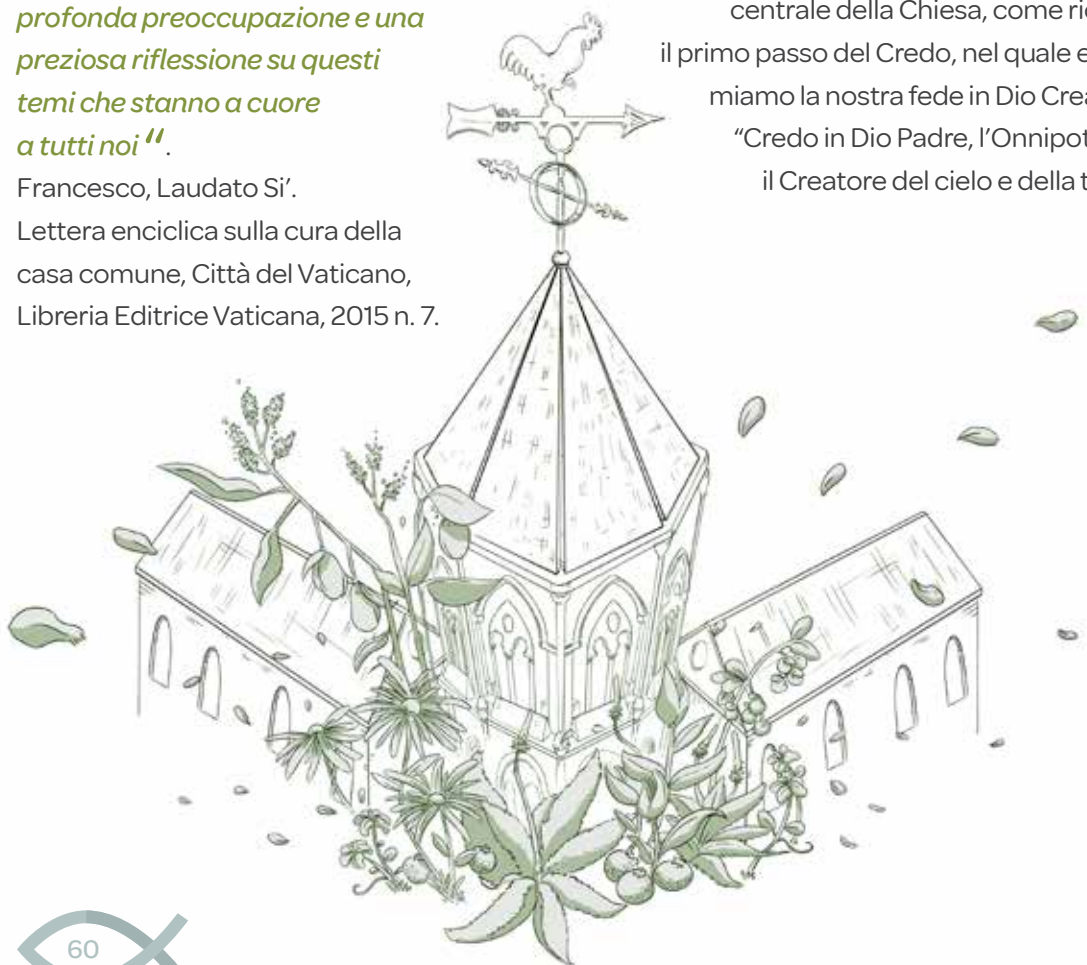 profonda preoccupazione e una
preziosa riflessione su questi
temi che stanno a cuore
a tutti noi “.
Francesco, Laudato Si’.
Lettera enciclica sulla cura della
casa comune, Città del Vaticano,
Libreria Editrice Vaticana, 2015 n. 7.
centrale della Chiesa, come
il primo passo del Credo, nel quale
miamo la nostra fede in Dio
“Credo in Dio Padre,
il Creatore del cielo e della
60